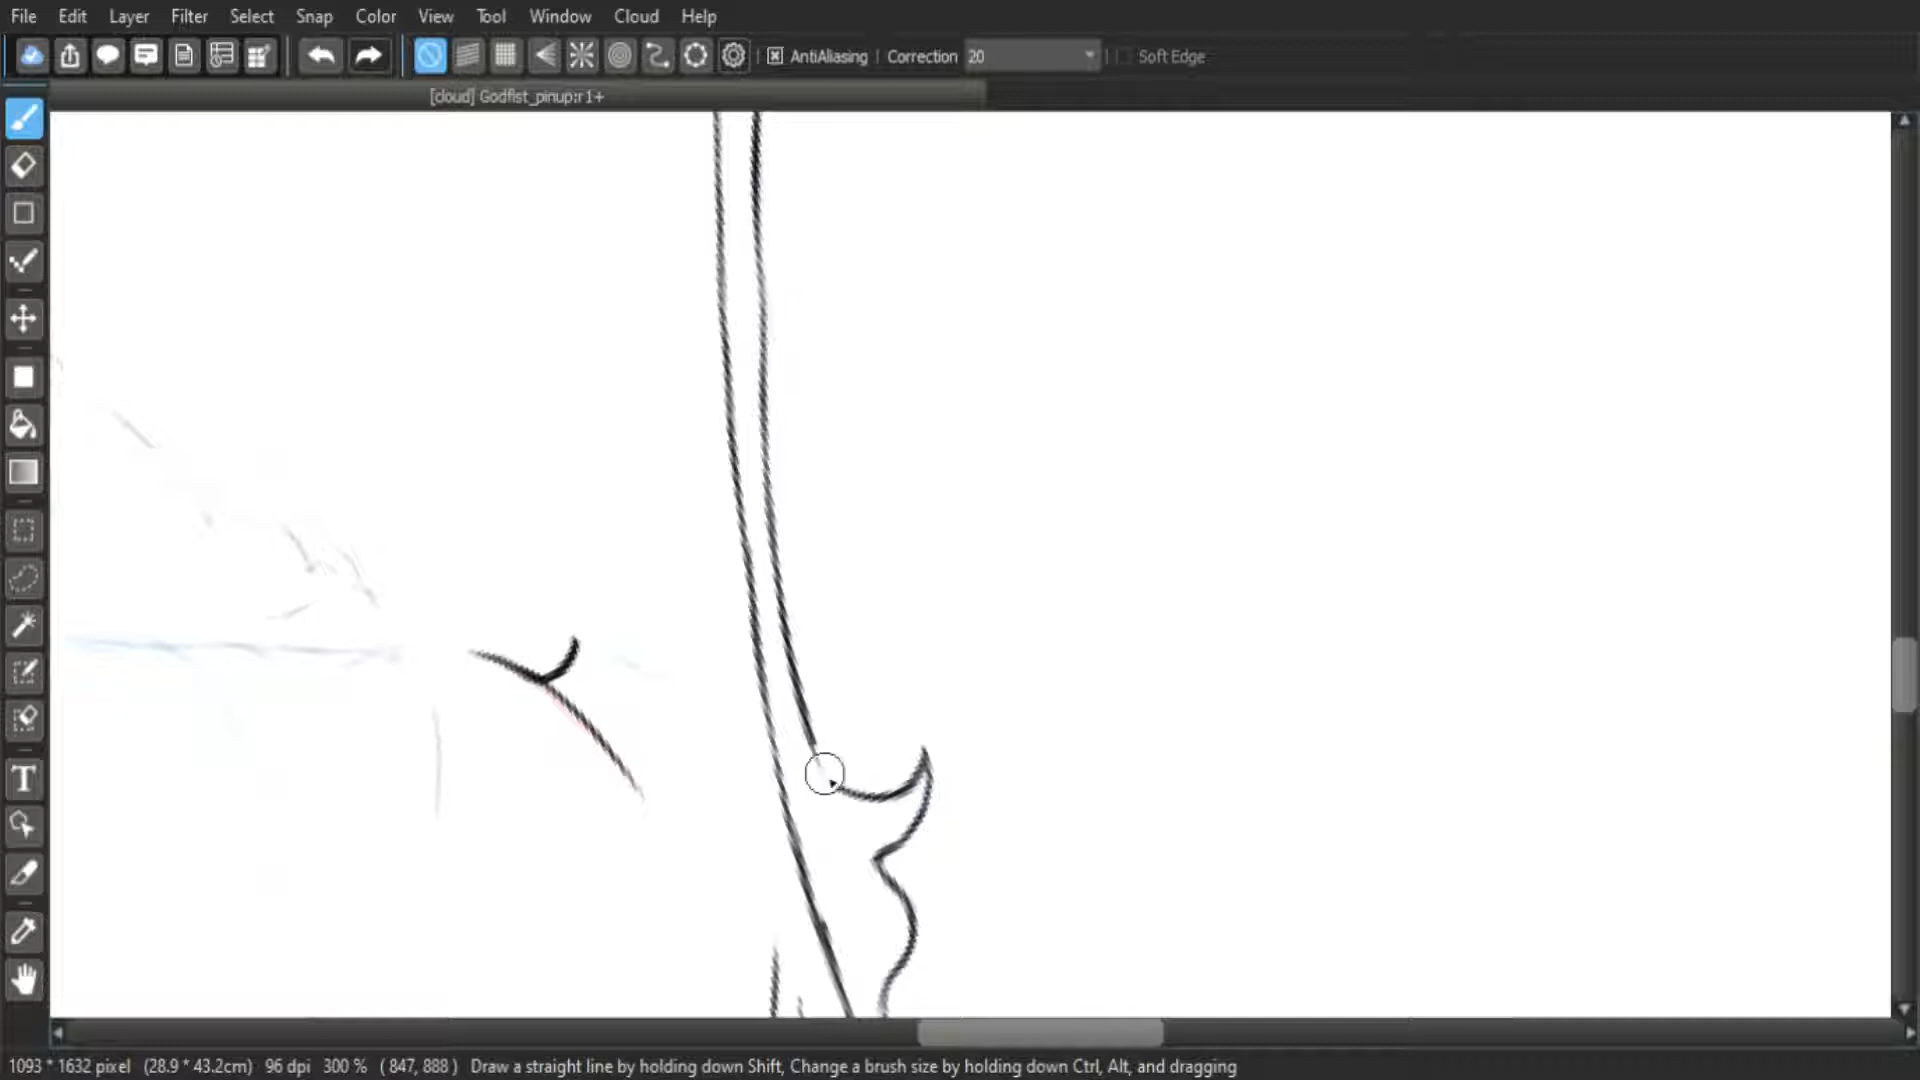 File Edit Layer Filter Select Snap Color View Tool Window Cloud Help
AntiAliasing Correction 20 Soft Edge
[cloud] Godfist_pinup:r1+
T
1093 * 1632 pixel (28.9 * 43.2cm) 96 dpi 300 % ( 847, 888 ) Draw a straight line by holding down Shift, Change a brush size by holding down Ctrl, Alt, and dragging